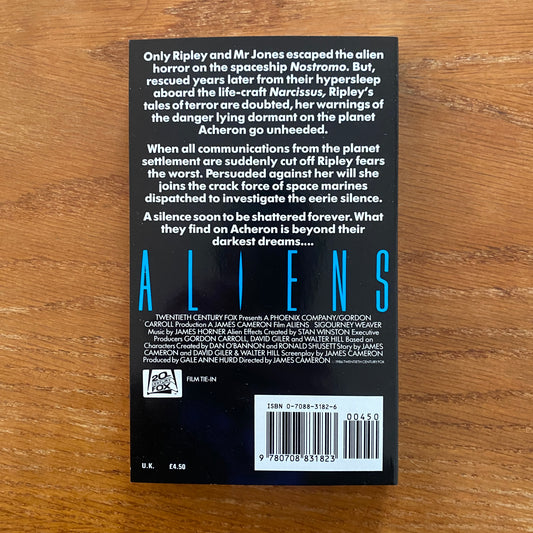 Only Ripley and Mr Jones escaped the alien
horror on the spaceship Nostromo. But,
rescued years later from their hypersleep
aboard the life-craft Narcissus, Ripley's
tales of terror are doubted, her warnings of
the danger lying dormant on the planet
Acheron go unheeded.
When all communications from the planet
settlement are suddenly cut off Ripley fears
the worst. Persuaded against her will she
joins the crack force of space marines
dispatched to investigate the eerie silence.
A silence soon to be shattered forever. What
they find on Acheron is beyond their
darkest dreams....
ALIENS
TWENTIETH CENTURY FOX Presents A PHOENIX COMPANY/GORDON
CARROLL Production A JAMES CAMERON Film ALIENS SIGOURNEY WEAVER
Music by JAMES HORNER Alien Effects Created by STAN WINSTON Executive
Producers GORDON CARROLL, DAVID GILER and WALTER HILL Based on
Characters Created by DAN O'BANNON and RONALD SHUSETT Story by JAMES
CAMERON and DAVID GILER & WALTER HILL Screenplay by JAMES CAMERON
Produced by GALE ANNE HURD Directed by JAMES CAMERON 1986 TWENTIETH CENTURY FOX
20th CENTURY FOX
FILM TIE-IN
ISBN 0-7088-3182-6
00450
9 780708 831823
U.K. £4.50